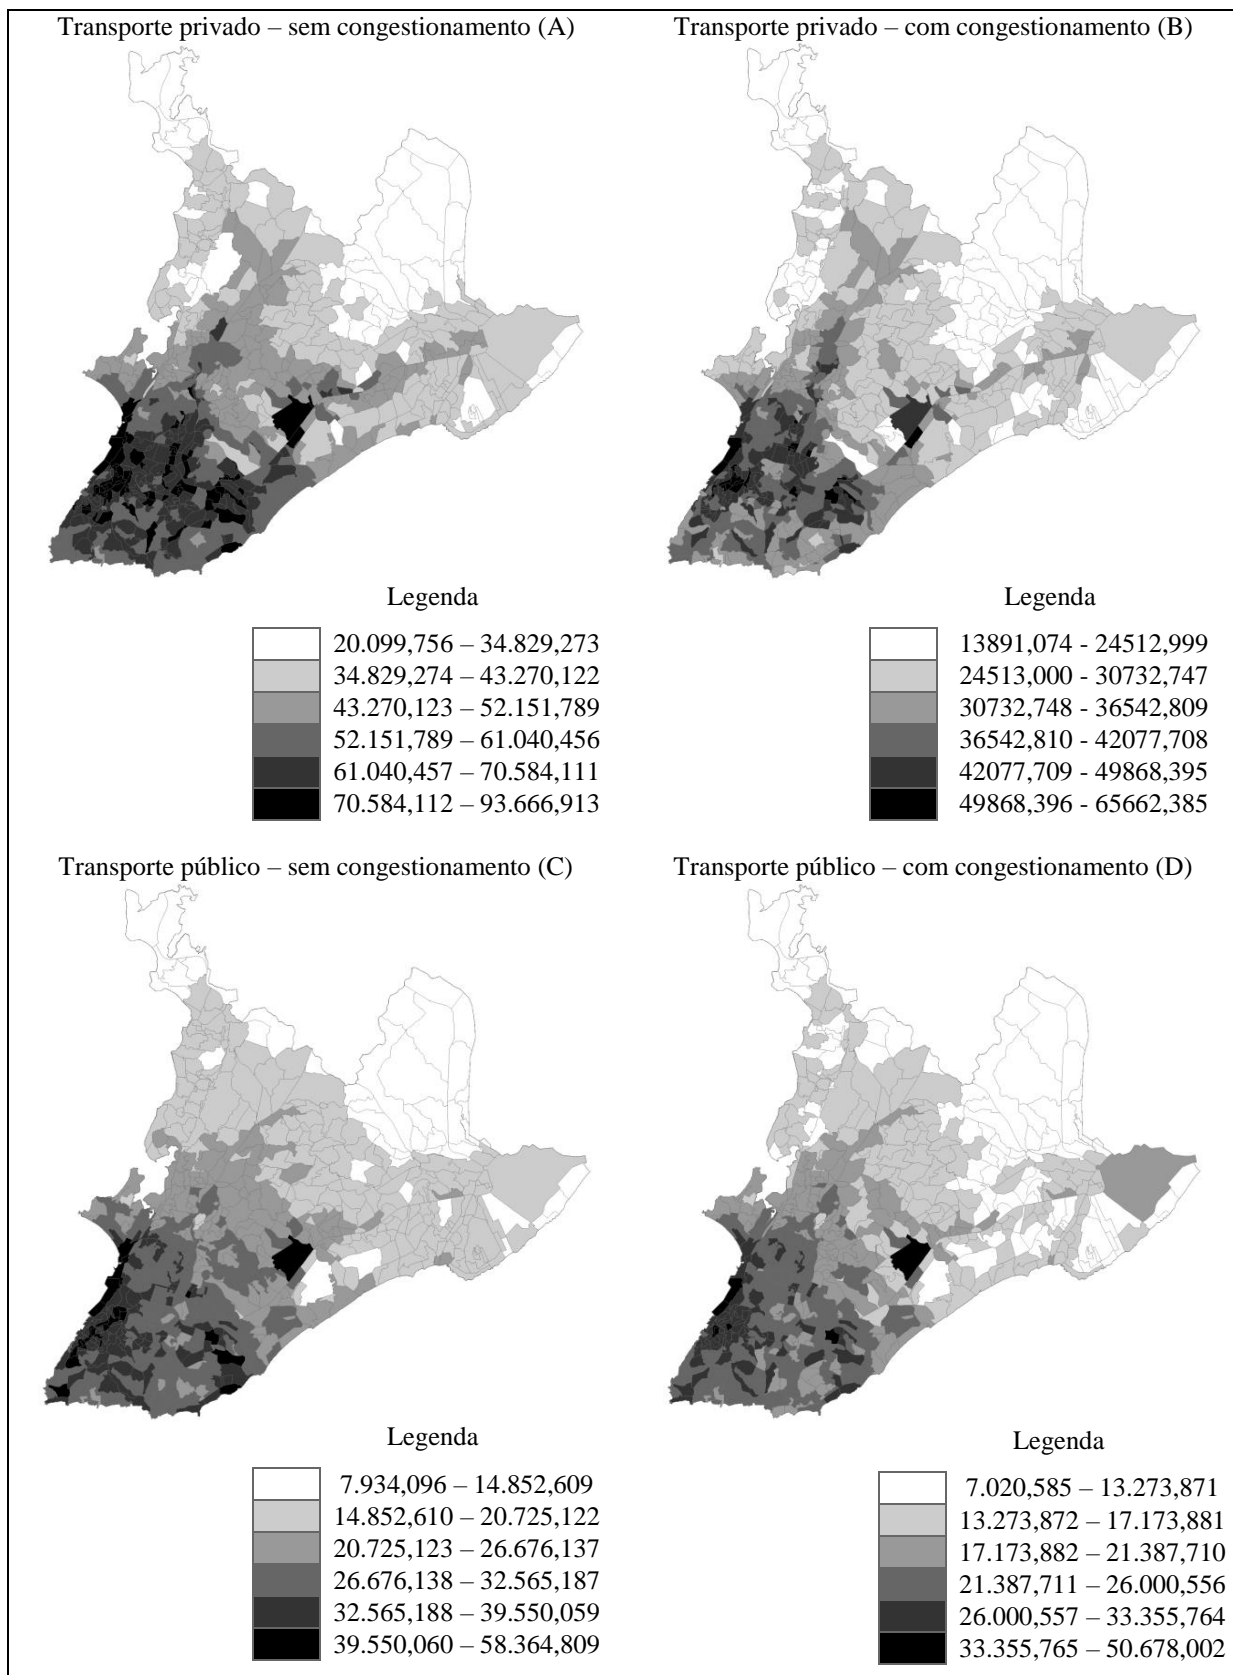 Transporte privado – sem congestionamento (A)
Transporte privado – com congestionamento (B)
Legenda
20.099,756 – 34.829,273
34.829,274 – 43.270,122
43.270,123 – 52.151,789
52.151,789 – 61.040,456
61.040,457 – 70.584,111
70.584,112 – 93.666,913
Legenda
13891,074 - 24512,999
24513,000 - 30732,747
30732,748 - 36542,809
36542,810 - 42077,708
42077,709 - 49868,395
49868,396 - 65662,385
Transporte público – sem congestionamento (C)
Transporte público – com congestionamento (D)
Legenda
7.934,096 – 14.852,609
14.852,610 – 20.725,122
20.725,123 – 26.676,137
26.676,138 – 32.565,187
32.565,188 – 39.550,059
39.550,060 – 58.364,809
Legenda
7.020,585 – 13.273,871
13.273,872 – 17.173,881
17.173,882 – 21.387,710
21.387,711 – 26.000,556
26.000,557 – 33.355,764
33.355,765 – 50.678,002